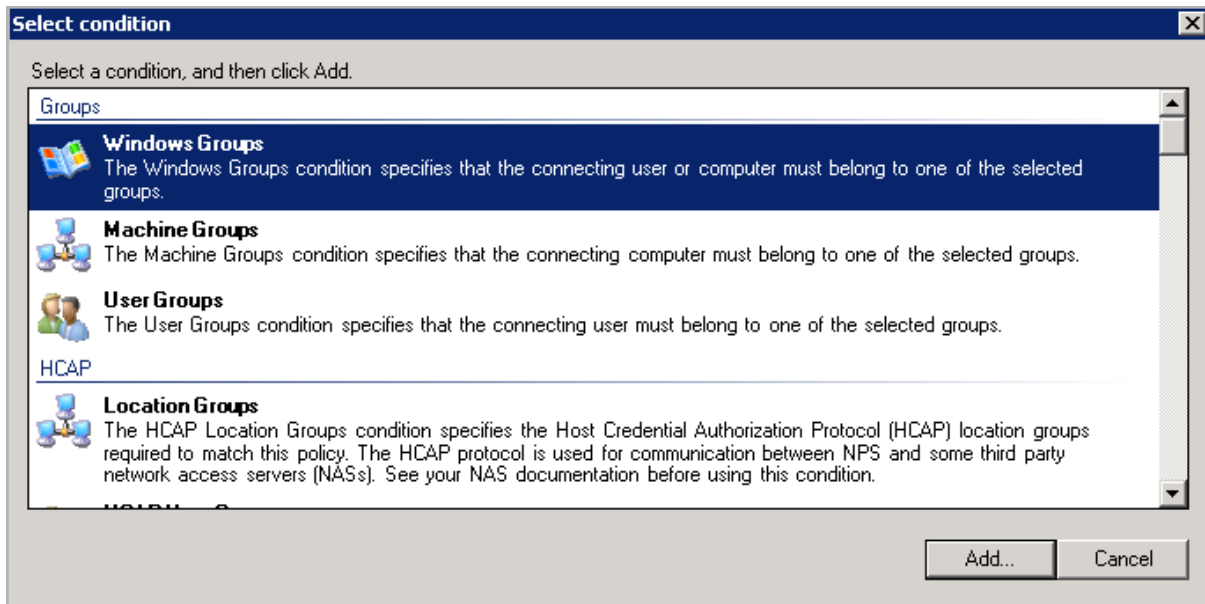 Select condition
Select a condition, and then click Add.
Groups
Windows Groups
The Windows Groups condition specifies that the connecting user or computer must belong to one of the selected
groups.
Machine Groups
The Machine Groups condition specifies that the connecting computer must belong to one of the selected groups.
User Groups
The User Groups condition specifies that the connecting user must belong to one of the selected groups.
HCAP
Location Groups
The HCAP Location Groups condition specifies the Host Credential Authorization Protocol (HCAP) location groups
required to match this policy. The HCAP protocol is used for communication between NPS and some third party
network access servers (NASs). See your NAS documentation before using this condition.
Add...
Cancel